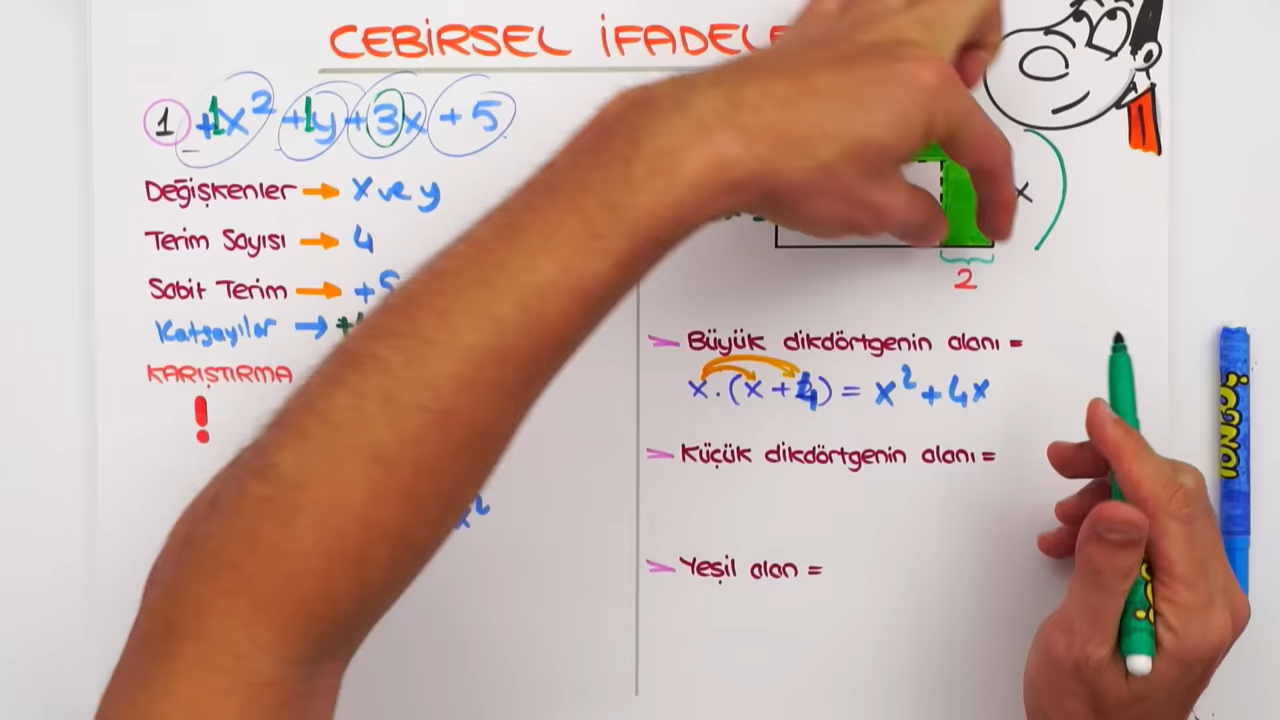 CEBİRSEL İFADELE
1 +1x² +1y +3x +5
Değişkenler → x ve y
Terim Sayısı → 4
Sabit Terim → +5
Katsayılar →
KARIŞTIRMA
!
x
2
Büyük dikdörtgenin alanı =
x.(x+4) = x²+4x
Küçük dikdörtgenin alanı =
Yeşil alan =